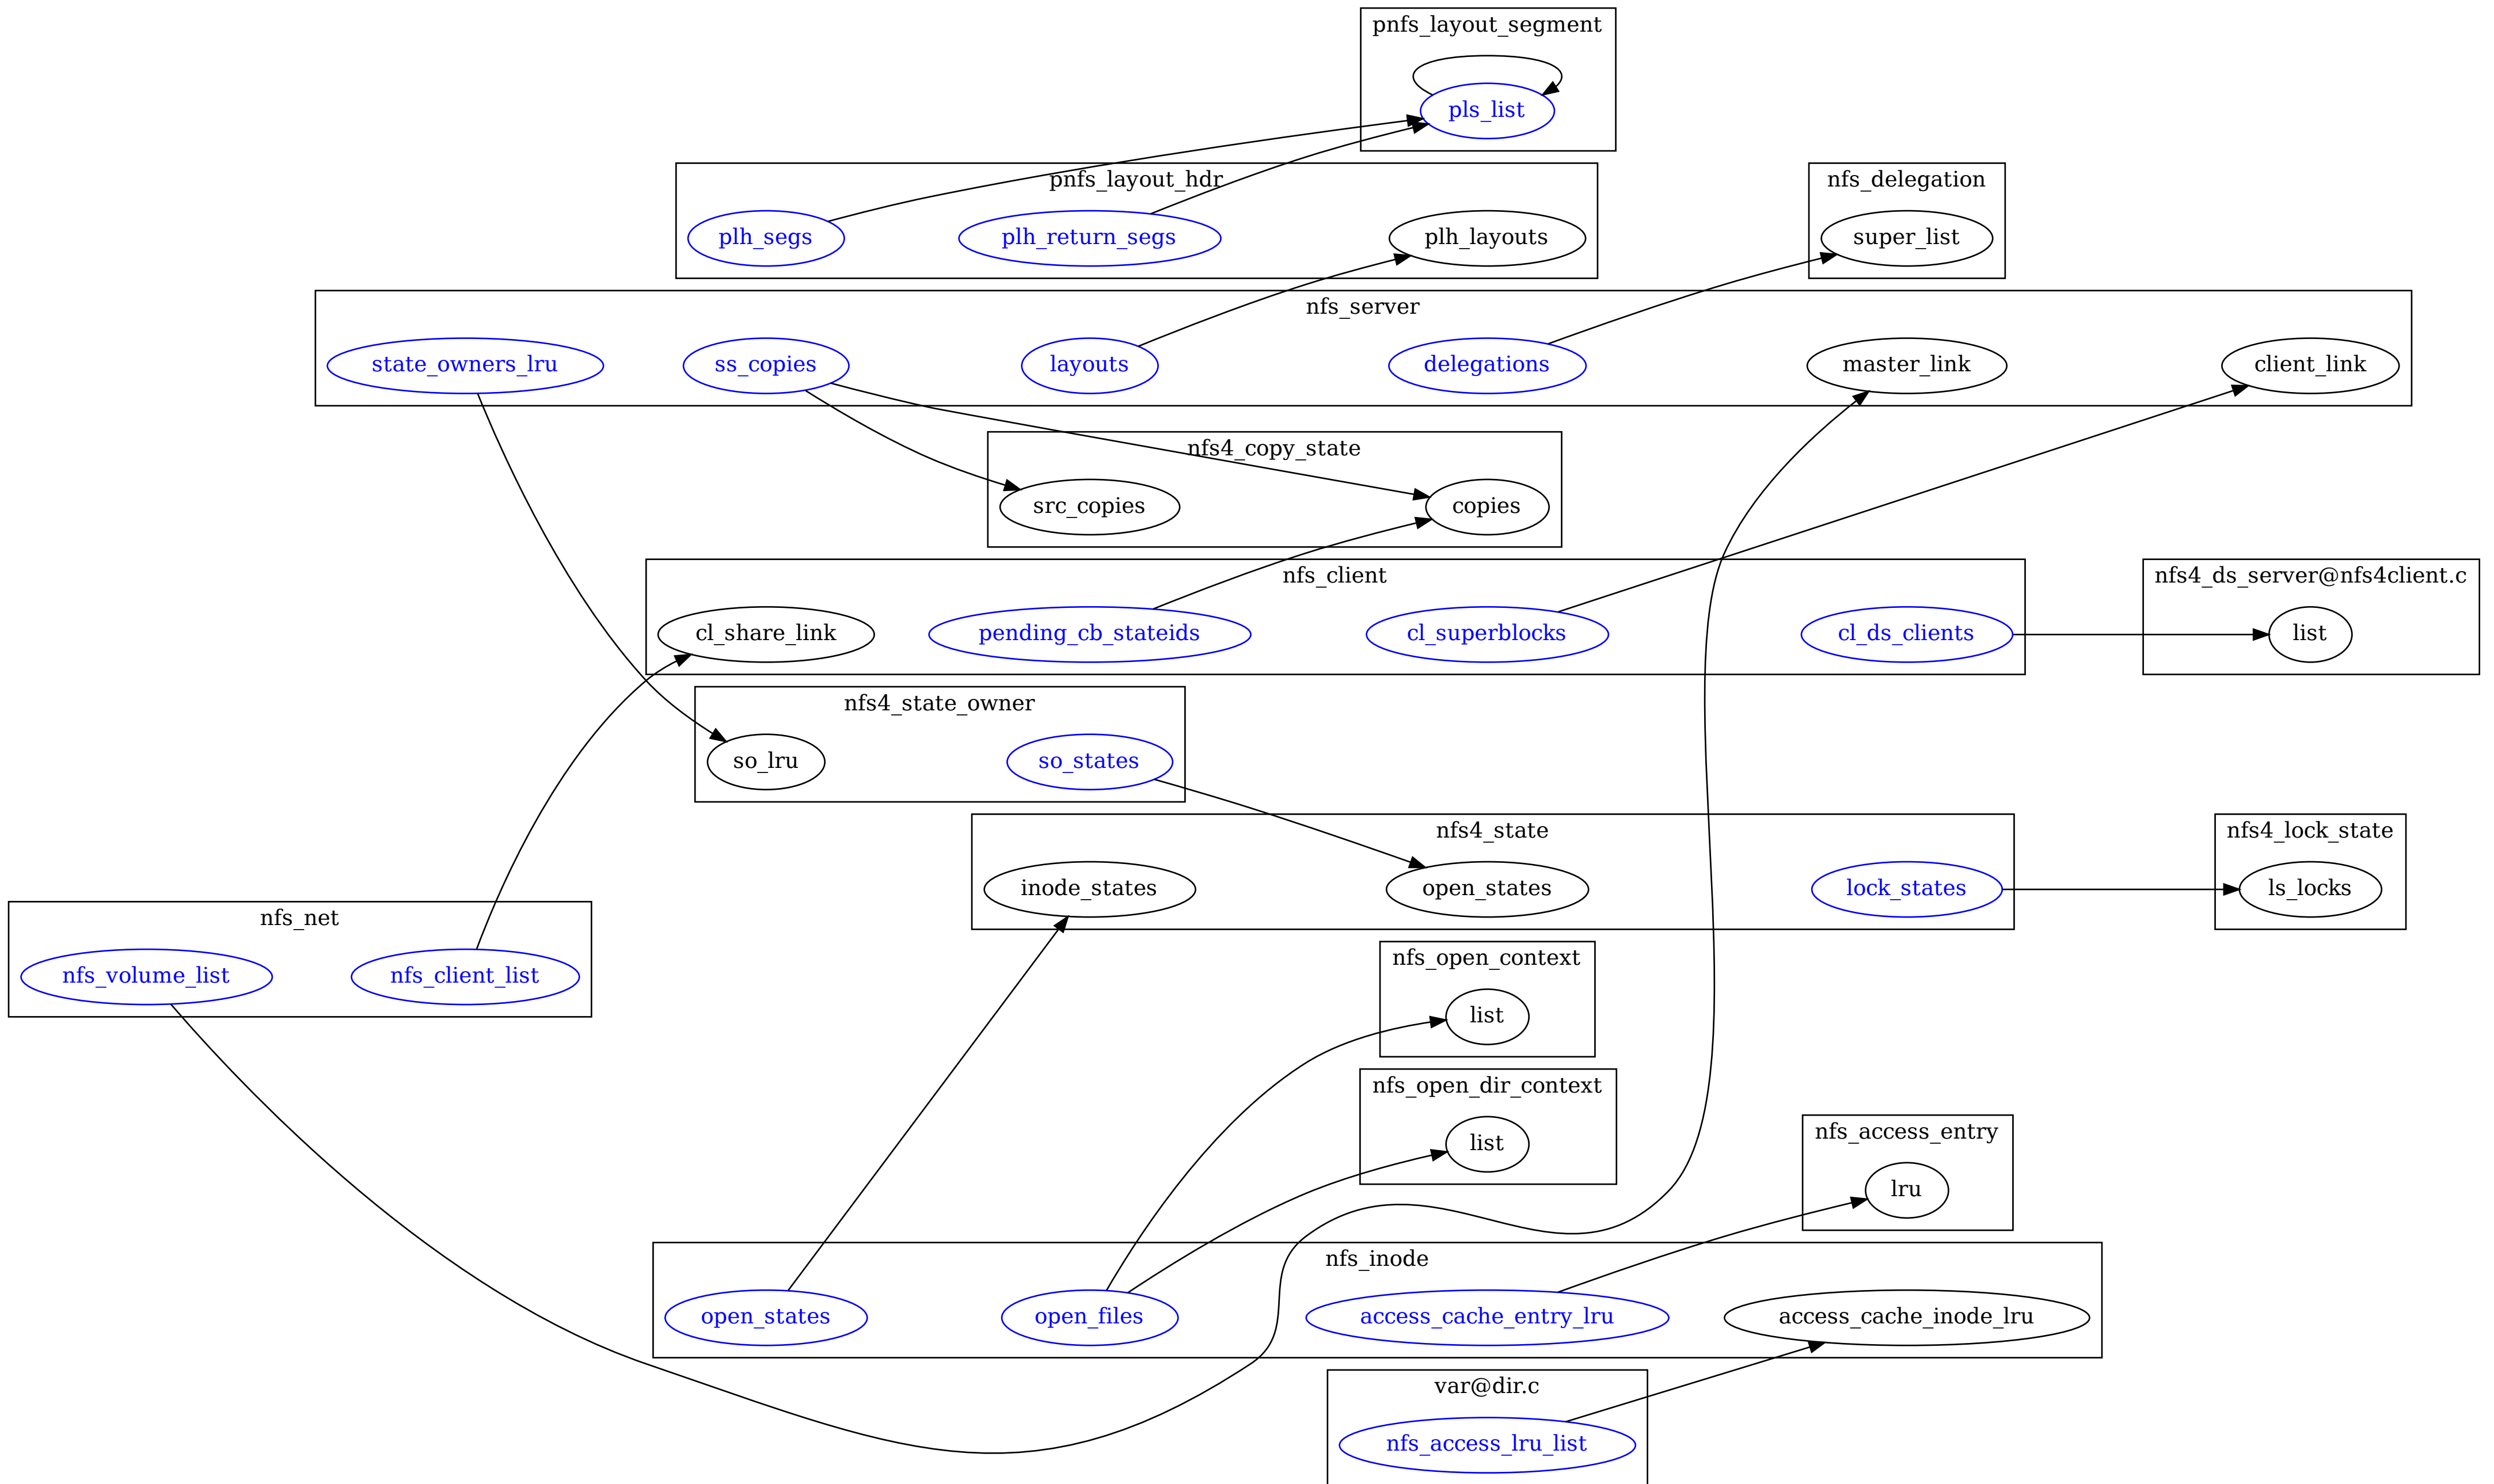 pnfs_layout_segment
pls_list
pnfs_layout_hdr
plh_segs
plh_return_segs
plh_layouts
nfs_delegation
super_list
nfs_server
state_owners_lru
ss_copies
layouts
delegations
master_link
client_link
nfs4_copy_state
src_copies
copies
nfs_client
cl_share_link
pending_cb_stateids
cl_superblocks
cl_ds_clients
nfs4_ds_server@nfs4client.c
list
nfs4_state_owner
so_lru
so_states
nfs4_state
inode_states
open_states
lock_states
nfs4_lock_state
ls_locks
nfs_net
nfs_volume_list
nfs_client_list
nfs_open_context
list
nfs_open_dir_context
list
nfs_access_entry
lru
nfs_inode
open_states
open_files
access_cache_entry_lru
access_cache_inode_lru
var@dir.c
nfs_access_lru_list